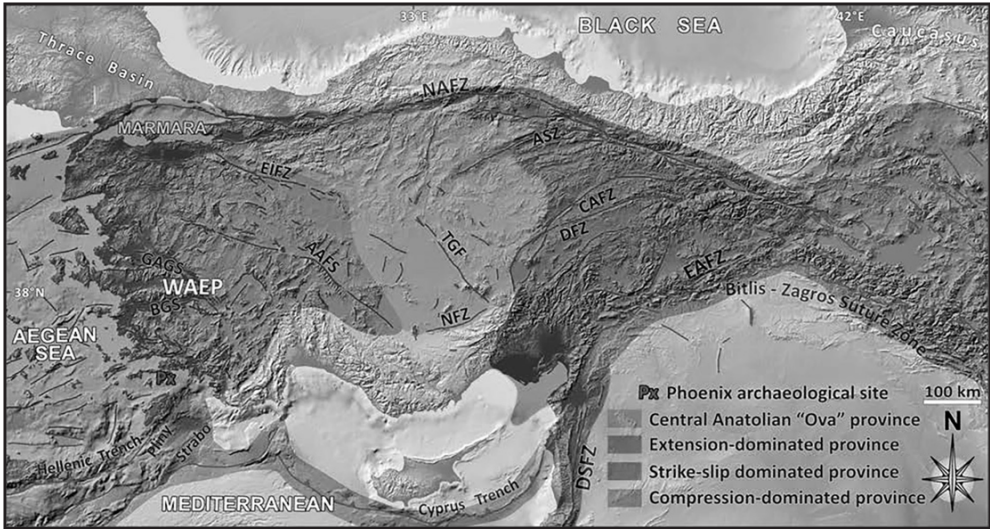 33°E
BLACK SEA
42°E
Caucasus
Thrace Basin
NAFZ
MARMARA
ASZ
EIFZ
CAFZ
DFZ
TGF
AAFS
EAFZ
GAGS
WAEP
38°N
BGS
NFZ
Bitlis - Zagros Suture Zone
AEGEAN
SEA
Px
Px Phoenix archaeological site
100 km
Central Anatolian "Ova" province
N
Extension-dominated province
Strike-slip dominated province
Compression-dominated province
Hellenic Trench-
Pliny-
Strabo
DSFZ
Cyprus Trench
MEDITERRANEAN